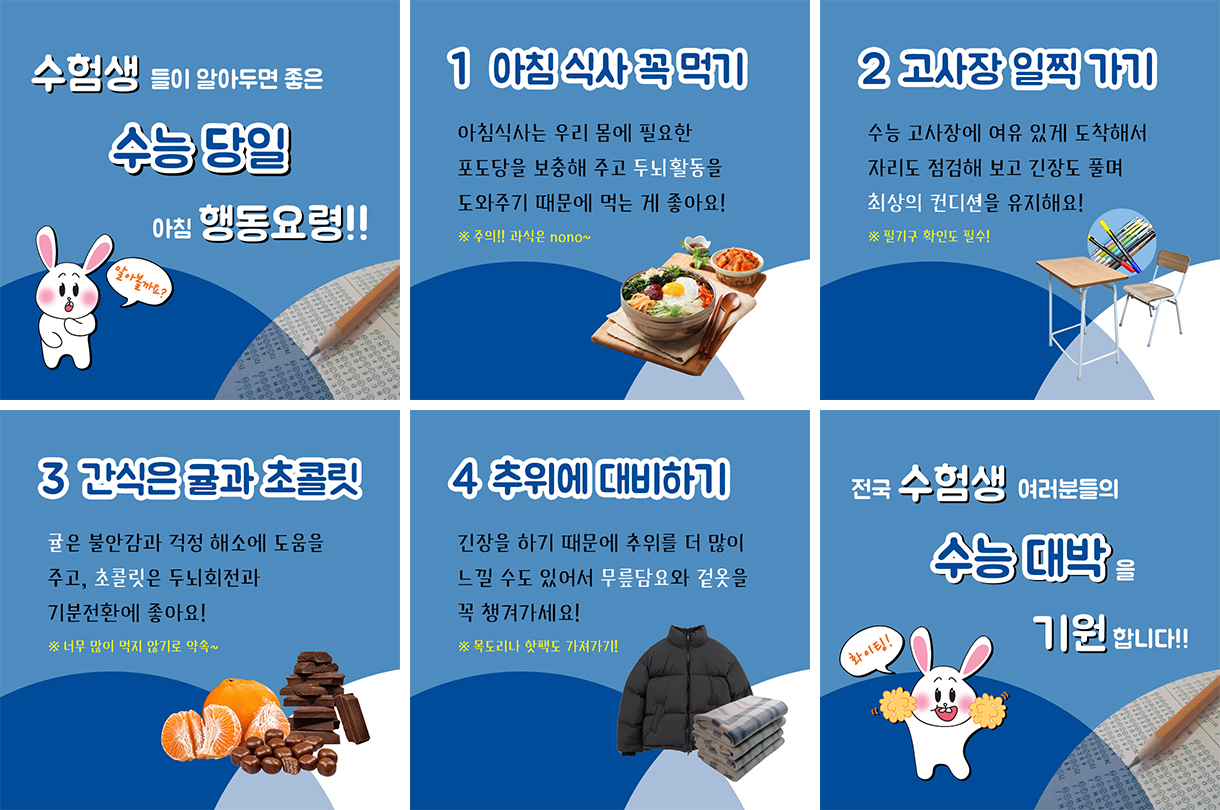 수험생 들이 알아두면 좋은
수능 당일
아침 행동요령!!
알아볼까요?
1 아침 식사 꼭 먹기
아침식사는 우리 몸에 필요한
포도당을 보충해 주고 두뇌활동을
도와주기 때문에 먹는 게 좋아요!
※ 주의!! 과식은 nono~
2 고사장 일찍 가기
수능 고사장에 여유 있게 도착해서
자리도 점검해 보고 긴장도 풀며
최상의 컨디션을 유지해요!
※ 필기구 확인도 필수!
3 간식은 귤과 초콜릿
귤은 불안감과 걱정 해소에 도움을
주고, 초콜릿은 두뇌회전과
기분전환에 좋아요!
※ 너무 많이 먹지 않기로 약속~
4 추위에 대비하기
긴장을 하기 때문에 추위를 더 많이
느낄 수도 있어서 무릎담요와 겉옷을
꼭 챙겨가세요!
※ 목도리나 핫팩도 가져가기!
전국 수험생 여러분들의
수능 대박 을
기원 합니다!!
화이팅!